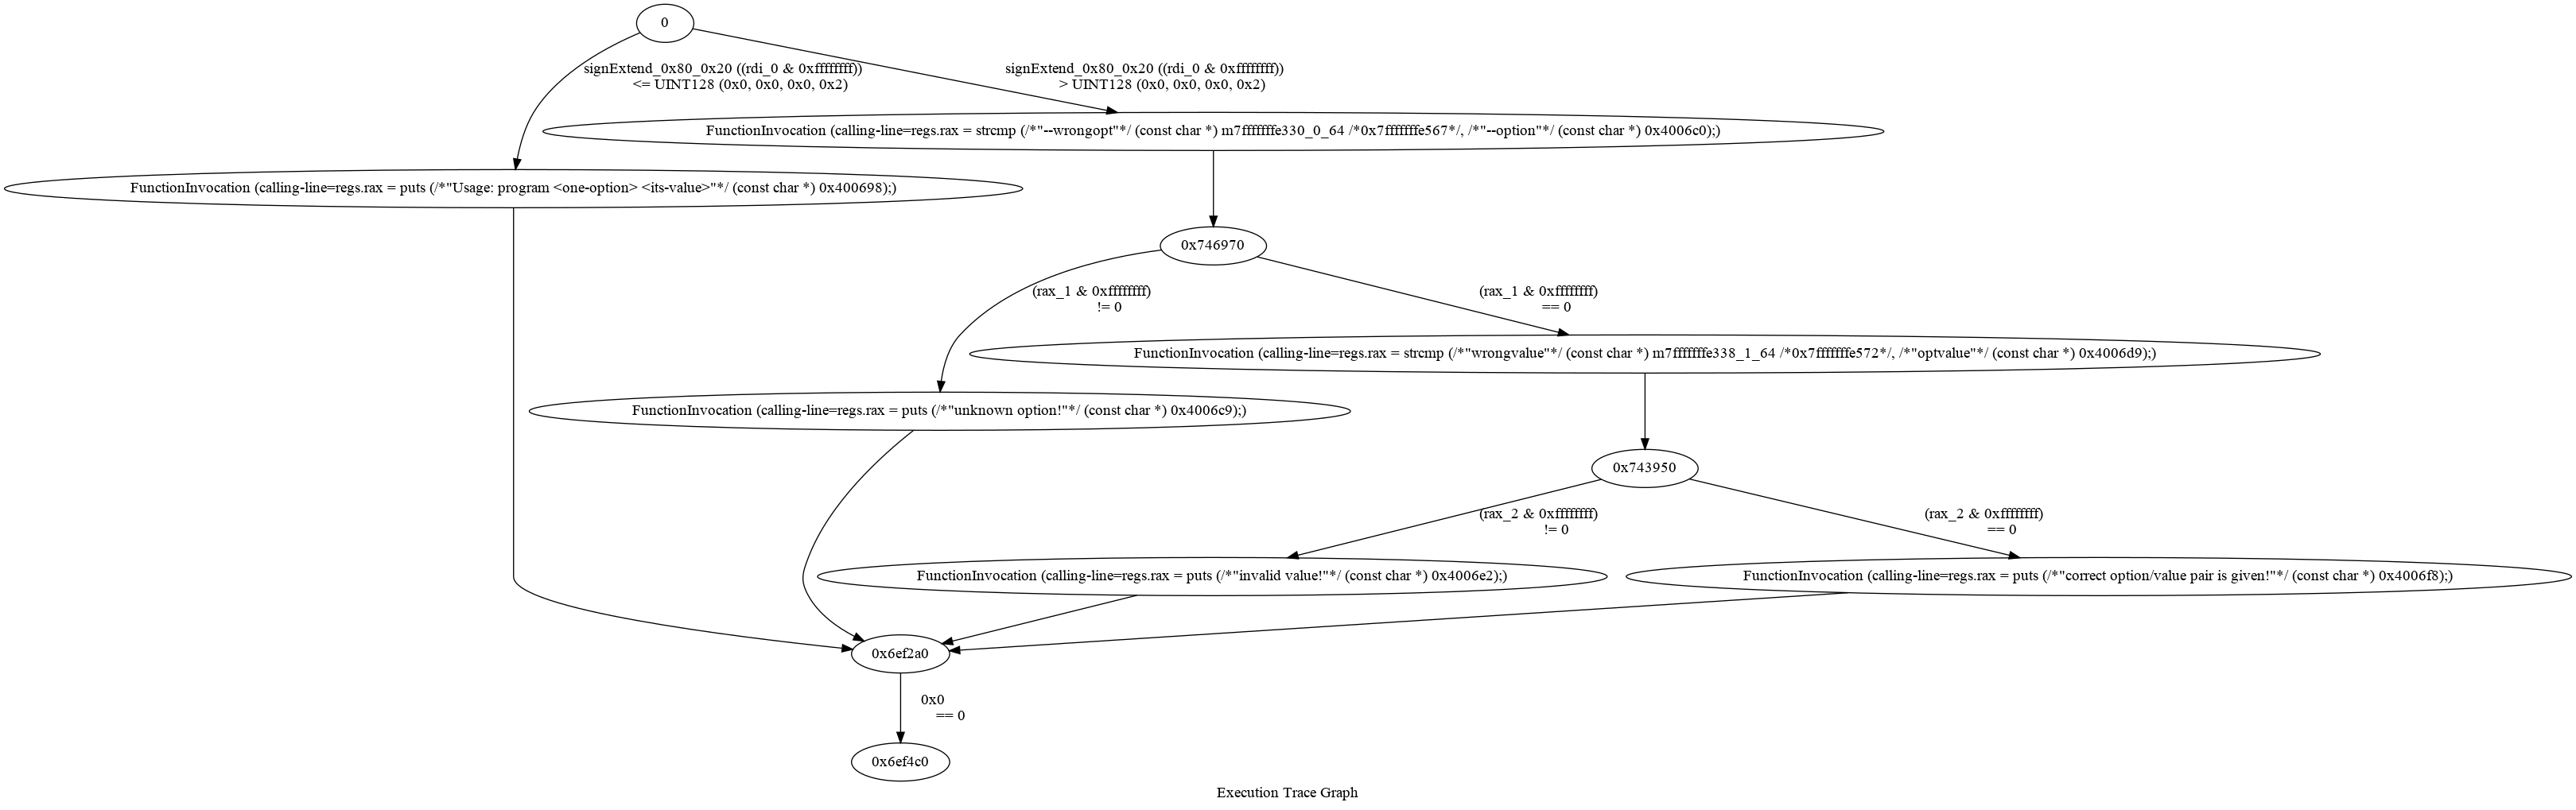 0
signExtend_0x80_0x20 ((rdi_0 & 0xffffffff))
<= UINT128 (0x0, 0x0, 0x0, 0x2)
signExtend_0x80_0x20 ((rdi_0 & 0xffffffff))
> UINT128 (0x0, 0x0, 0x0, 0x2)
FunctionInvocation (calling-line=regs.rax = strcmp (/*"--wrongopt"*/ (const char *) m7fffffffe330_0_64 /*0x7fffffffe567*/, /*"--option"*/ (const char *) 0x4006c0);)
FunctionInvocation (calling-line=regs.rax = puts (/*"Usage: program <one-option> <its-value>"*/ (const char *) 0x400698);)
0x746970
(rax_1 & 0xffffffff)
!= 0
(rax_1 & 0xffffffff)
== 0
FunctionInvocation (calling-line=regs.rax = strcmp (/*"wrongvalue"*/ (const char *) m7fffffffe338_1_64 /*0x7fffffffe572*/, /*"optvalue"*/ (const char *) 0x4006d9);)
FunctionInvocation (calling-line=regs.rax = puts (/*"unknown option!"*/ (const char *) 0x4006c9);)
0x743950
(rax_2 & 0xffffffff)
!= 0
(rax_2 & 0xffffffff)
== 0
FunctionInvocation (calling-line=regs.rax = puts (/*"invalid value!"*/ (const char *) 0x4006e2);)
FunctionInvocation (calling-line=regs.rax = puts (/*"correct option/value pair is given!"*/ (const char *) 0x4006f8);)
0x6ef2a0
0x0
== 0
0x6ef4c0
Execution Trace Graph